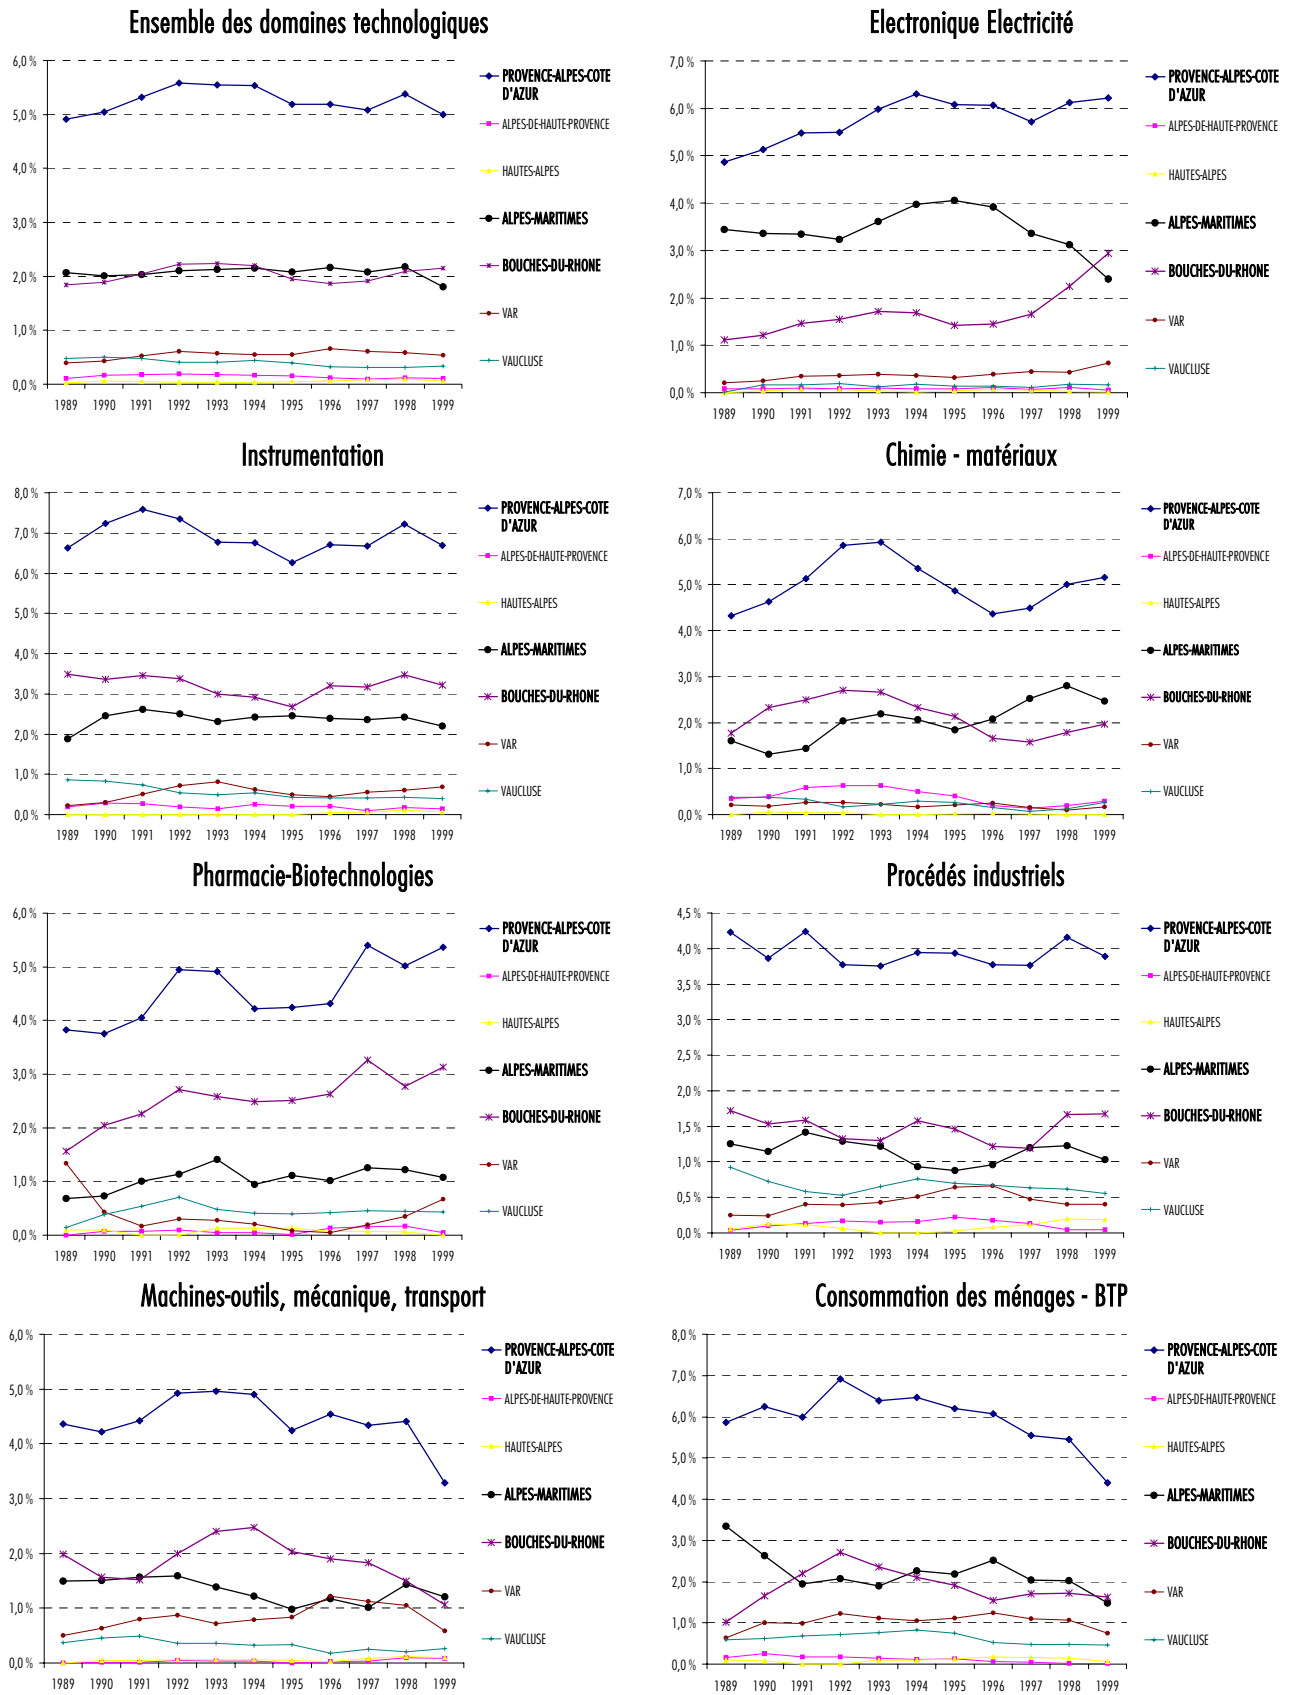 Ensemble des domaines technologiques
6,0 %
5,0 %
4,0 %
3,0 %
2,0 %
1,0 %
0,0 %
1989 1990 1991 1992 1993 1994 1995 1996 1997 1998 1999
PROVENCE-ALPES-COTE
D'AZUR
ALPES-DE-HAUTE-PROVENCE
HAUTES-ALPES
ALPES-MARITIMES
BOUCHES-DU-RHONE
VAR
VAUCLUSE
Electronique Electricité
7,0 %
6,0 %
5,0 %
4,0 %
3,0 %
2,0 %
1,0 %
0,0 %
1989 1990 1991 1992 1993 1994 1995 1996 1997 1998 1999
PROVENCE-ALPES-COTE
D'AZUR
ALPES-DE-HAUTE-PROVENCE
HAUTES-ALPES
ALPES-MARITIMES
BOUCHES-DU-RHONE
VAR
VAUCLUSE
Instrumentation
8,0 %
7,0 %
6,0 %
5,0 %
4,0 %
3,0 %
2,0 %
1,0 %
0,0 %
1989 1990 1991 1992 1993 1994 1995 1996 1997 1998 1999
PROVENCE-ALPES-COTE
D'AZUR
ALPES-DE-HAUTE-PROVENCE
HAUTES-ALPES
ALPES-MARITIMES
BOUCHES-DU-RHONE
VAR
VAUCLUSE
Chimie - matériaux
7,0 %
6,0 %
5,0 %
4,0 %
3,0 %
2,0 %
1,0 %
0,0 %
1989 1990 1991 1992 1993 1994 1995 1996 1997 1998 1999
PROVENCE-ALPES-COTE
D'AZUR
ALPES-DE-HAUTE-PROVENCE
HAUTES-ALPES
ALPES-MARITIMES
BOUCHES-DU-RHONE
VAR
VAUCLUSE
Pharmacie-Biotechnologies
6,0 %
5,0 %
4,0 %
3,0 %
2,0 %
1,0 %
0,0 %
1989 1990 1991 1992 1993 1994 1995 1996 1997 1998 1999
PROVENCE-ALPES-COTE
D'AZUR
ALPES-DE-HAUTE-PROVENCE
HAUTES-ALPES
ALPES-MARITIMES
BOUCHES-DU-RHONE
VAR
VAUCLUSE
Procédés industriels
4,5 %
4,0 %
3,5 %
3,0 %
2,5 %
2,0 %
1,5 %
1,0 %
0,5 %
0,0 %
1989 1990 1991 1992 1993 1994 1995 1996 1997 1998 1999
PROVENCE-ALPES-COTE
D'AZUR
ALPES-DE-HAUTE-PROVENCE
HAUTES-ALPES
ALPES-MARITIMES
BOUCHES-DU-RHONE
VAR
VAUCLUSE
Machines-outils, mécanique, transport
6,0 %
5,0 %
4,0 %
3,0 %
2,0 %
1,0 %
0,0 %
1989 1990 1991 1992 1993 1994 1995 1996 1997 1998 1999
PROVENCE-ALPES-COTE
D'AZUR
ALPES-DE-HAUTE-PROVENCE
HAUTES-ALPES
ALPES-MARITIMES
BOUCHES-DU-RHONE
VAR
VAUCLUSE
Consommation des ménages - BTP
8,0 %
7,0 %
6,0 %
5,0 %
4,0 %
3,0 %
2,0 %
1,0 %
0,0 %
1989 1990 1991 1992 1993 1994 1995 1996 1997 1998 1999
PROVENCE-ALPES-COTE
D'AZUR
ALPES-DE-HAUTE-PROVENCE
HAUTES-ALPES
ALPES-MARITIMES
BOUCHES-DU-RHONE
VAR
VAUCLUSE